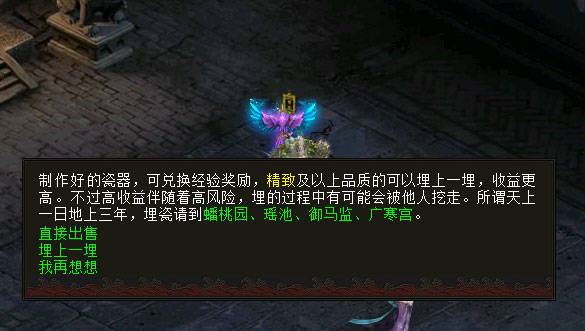 制作好的瓷器，可兑换经验奖励，精致及以上品质的可以埋上一埋，收益更
高。不过高收益伴随着高风险，埋的过程中有可能会被他人挖走。所谓天上
一日地上三年，埋瓷请到蟠桃园、瑶池、御马监、广寒宫。
直接出售
埋上一埋
我再想想